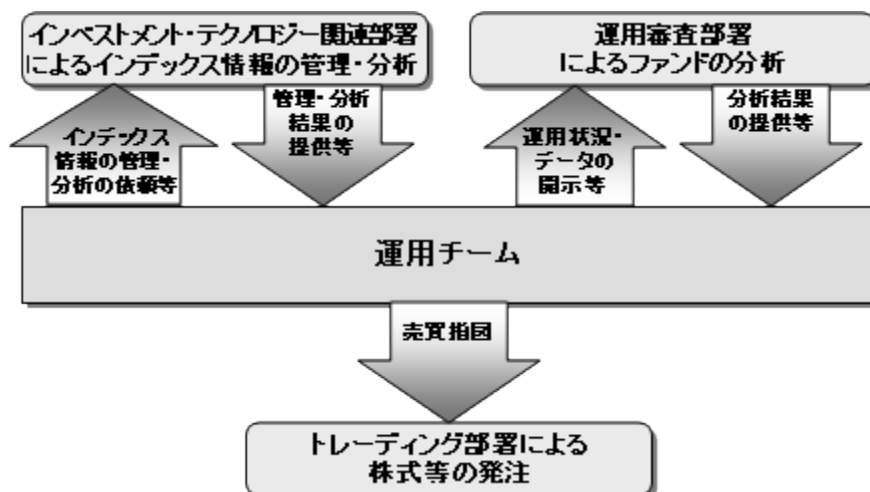 インベストメント・テクノロジー関連部署
によるインデックス情報の管理・分析
運用審査部署
によるファンドの分析
インデックス
情報の管理・
分析の依頼等
管理・分析
結果の
提供等
運用状況・
データの
開示等
分析結果
の提供等
運用チーム
売買指図
トレーディング部署による
株式等の発注